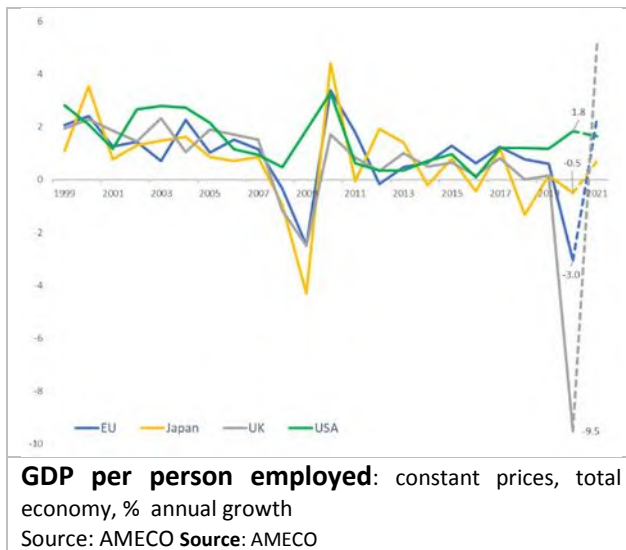 6
4
2
0
-2
-4
-6
-8
-10
1999 2001 2003 2005 2007 2009 2011 2013 2015 2017 2019 2021
1.8
-0.5
-3.0
-9.5
EU Japan UK USA
GDP per person employed: constant prices, total
economy, % annual growth
Source: AMECO Source: AMECO